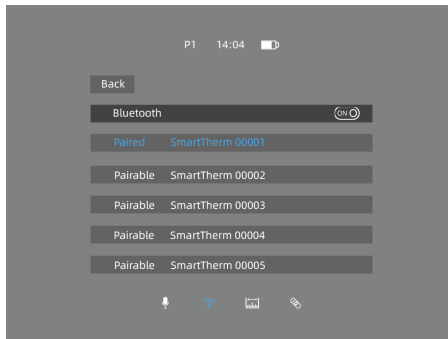 P1 14:04
Back
Bluetooth ON
Paired SmartTherm 00001
Pairable SmartTherm 00002
Pairable SmartTherm 00003
Pairable SmartTherm 00004
Pairable SmartTherm 00005